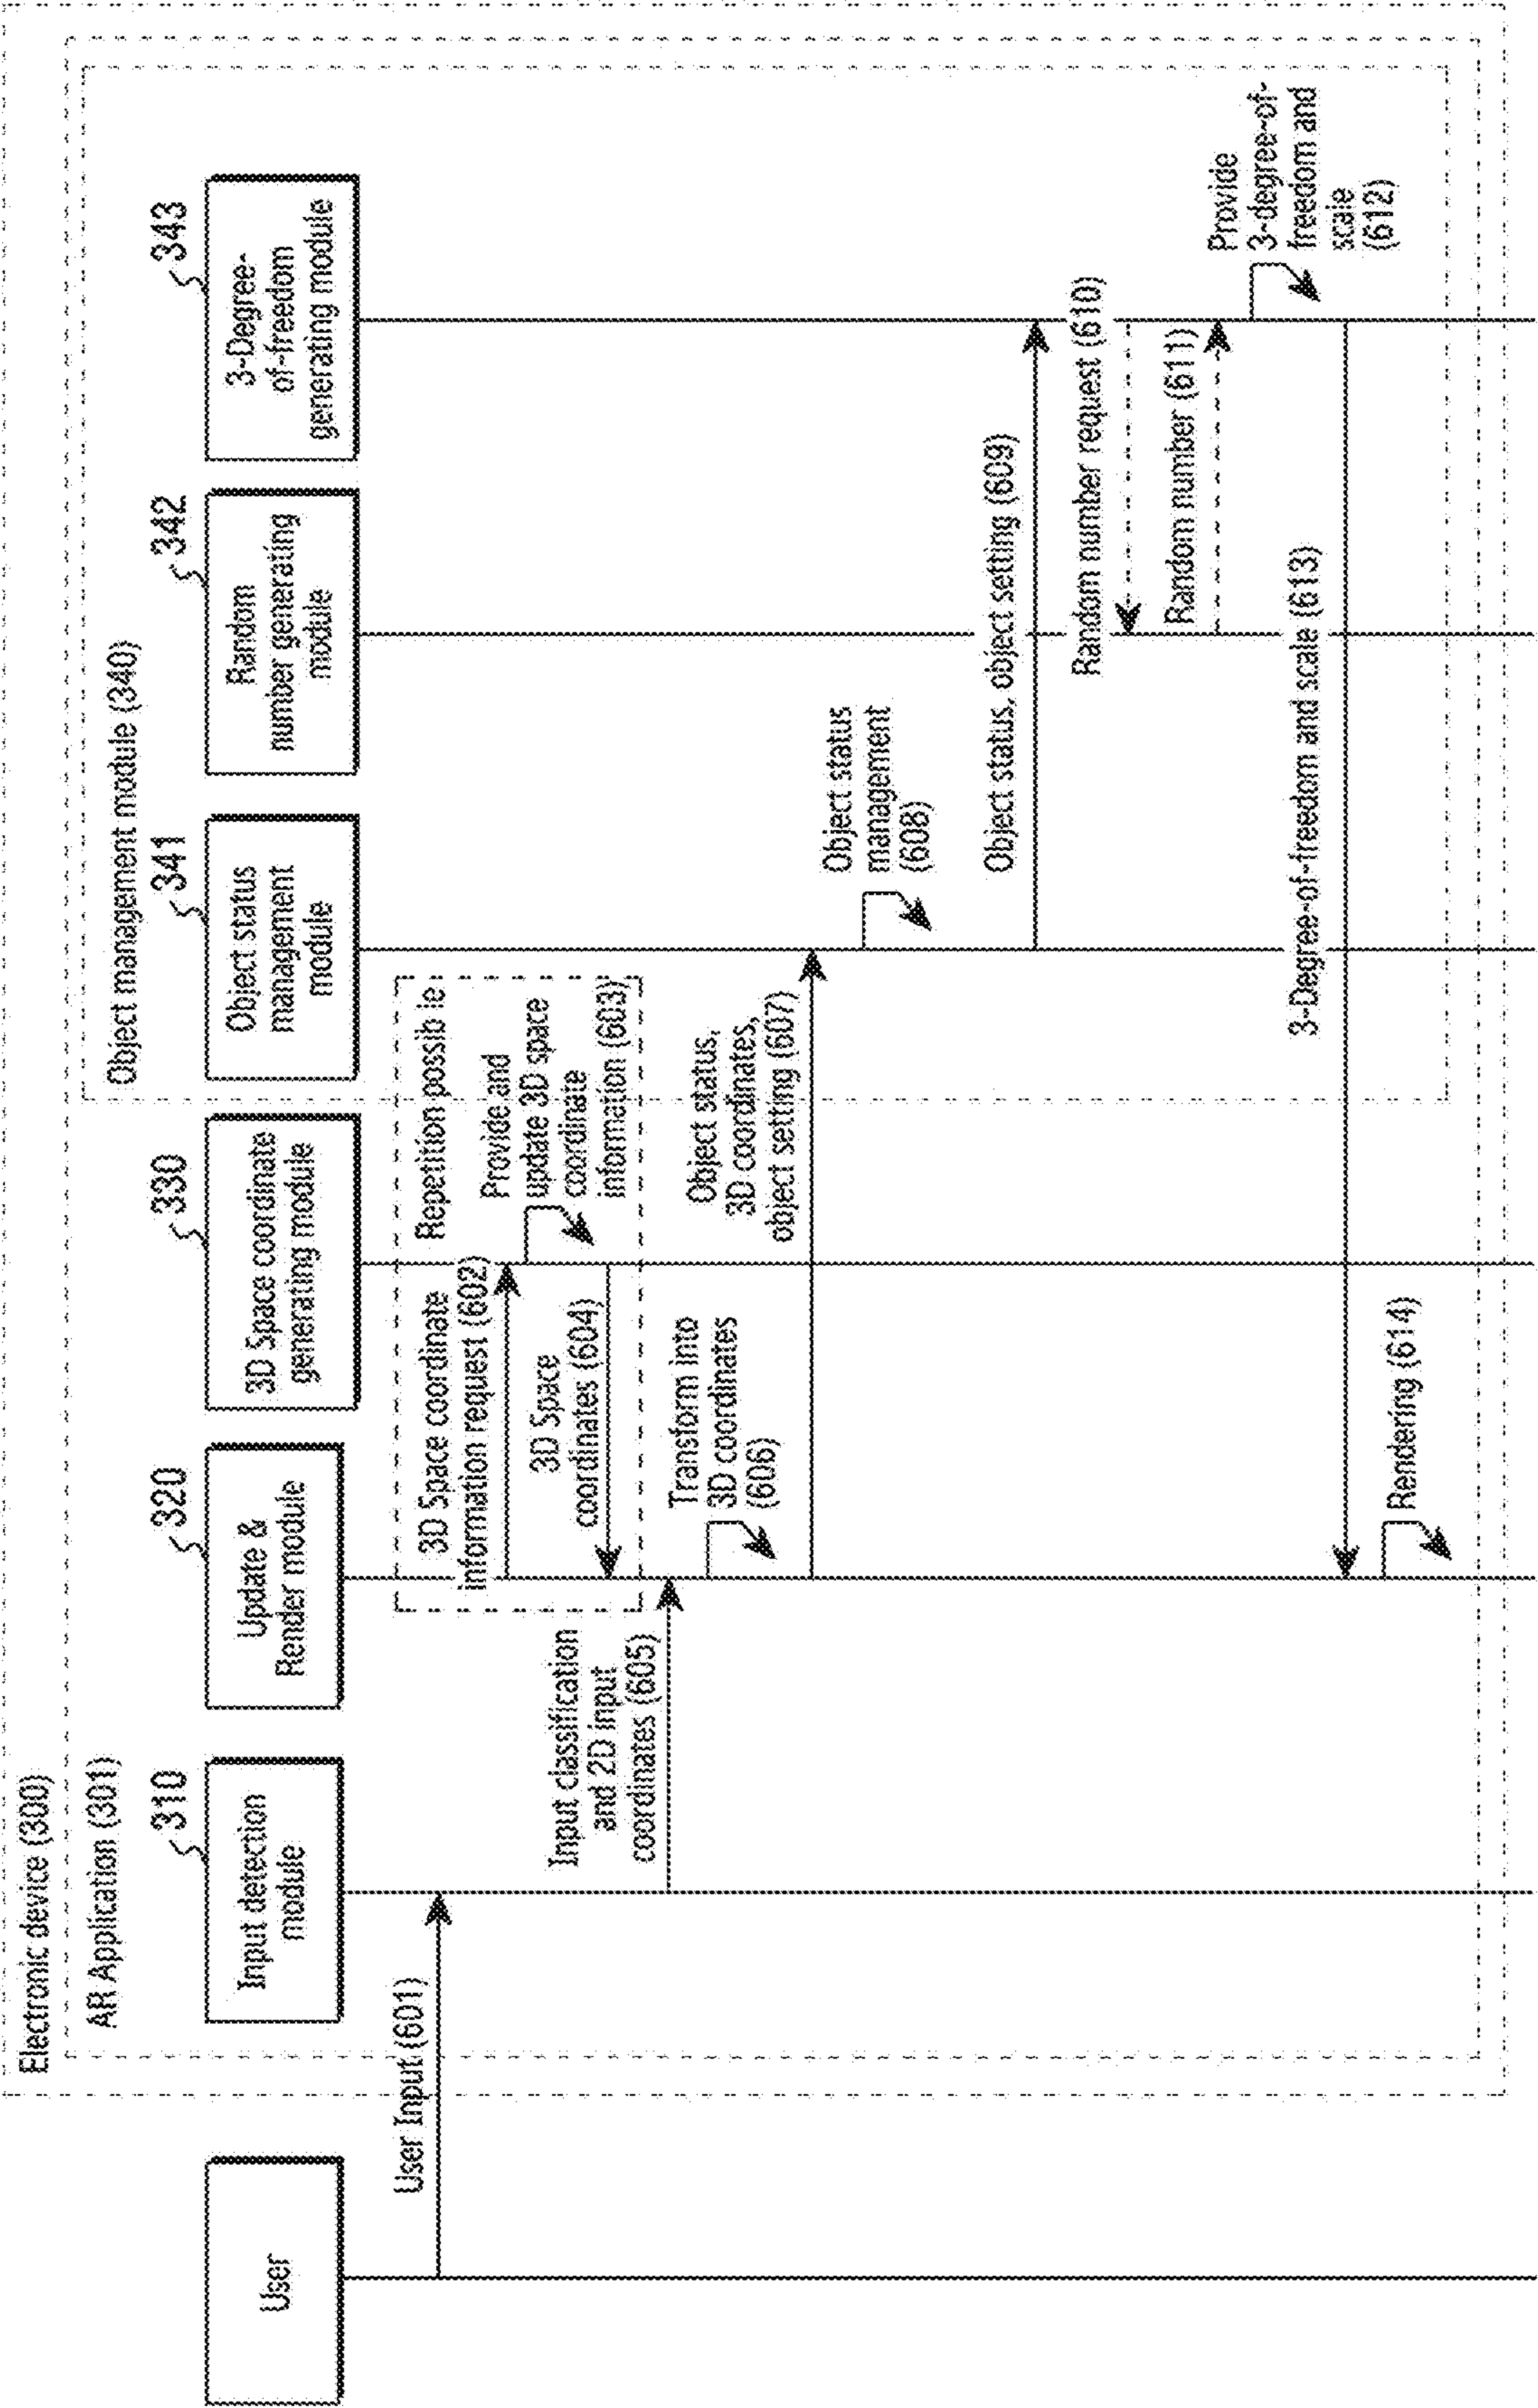 Electronic device (300)
AR Application (301)
Object management module (340)
User
310
Input detection
module
320
Update &
Render module
330
3D Space coordinate
generating module
341
Object status
management
module
342
Random
number generating
module
343
3-Degree-
of-freedom
generating module
User Input (601)
Repetition possib ie
3D Space coordinate
information request (602)
Provide and
update 3D space
coordinate
information (603)
3D Space
coordinates (604)
Input classification
and 2D input
coordinates (605)
Transform into
3D coordinates
(606)
Object status,
3D coordinates,
object setting (607)
Object status
management
(608)
Object status, object setting (609)
Random number request (610)
Random number (611)
Provide
3-degree-of-
freedom and
scale
(612)
3-Degree-of-freedom and scale (613)
Rendering (614)